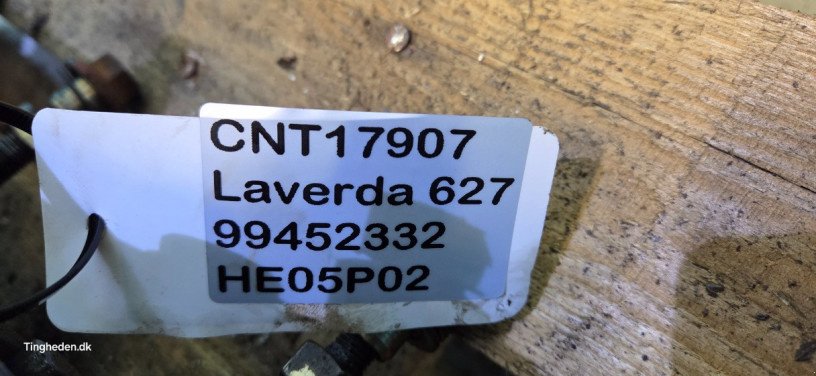 CNT17907
Laverda 627
99452332
HE05P02
Tingheden.dk